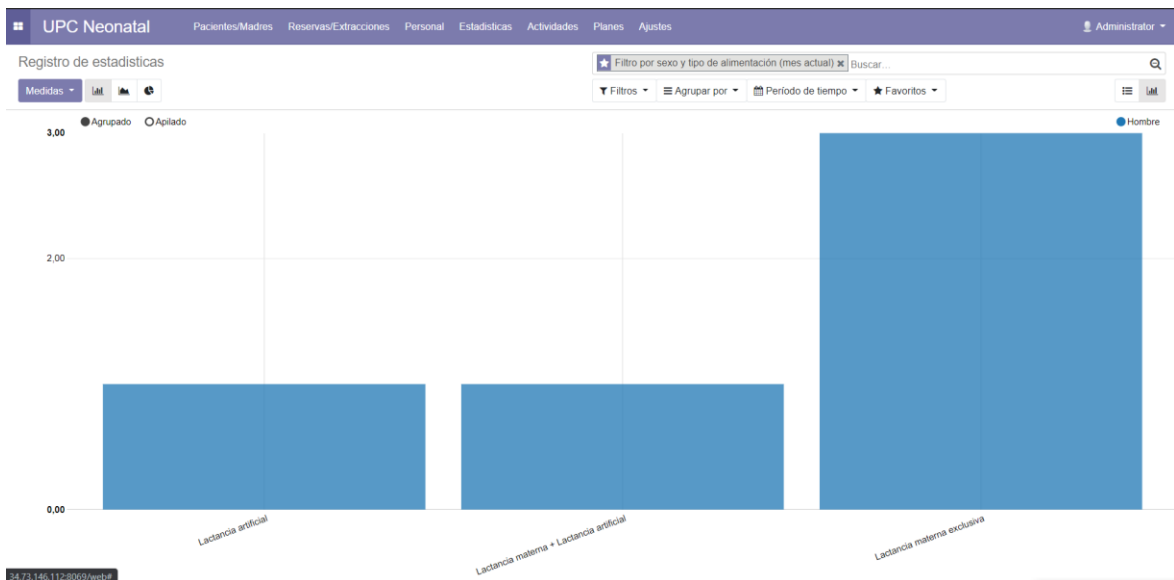 UPC Neonatal Pacientes/Madres Reservas/Extracciones Personal Estadisticas Actividades Planes Ajustes Administrator
Registro de estadisticas Filtro por sexo y tipo de alimentación (mes actual) x Buscar...
Medidas Filtros Agrupar por Período de tiempo Favoritos
Agrupado Apilado Hombre
3,00
2,00
0,00
Lactancia artificial
Lactancia materna + Lactancia artificial
Lactancia materna exclusiva
34.73.146.112:8069/web#